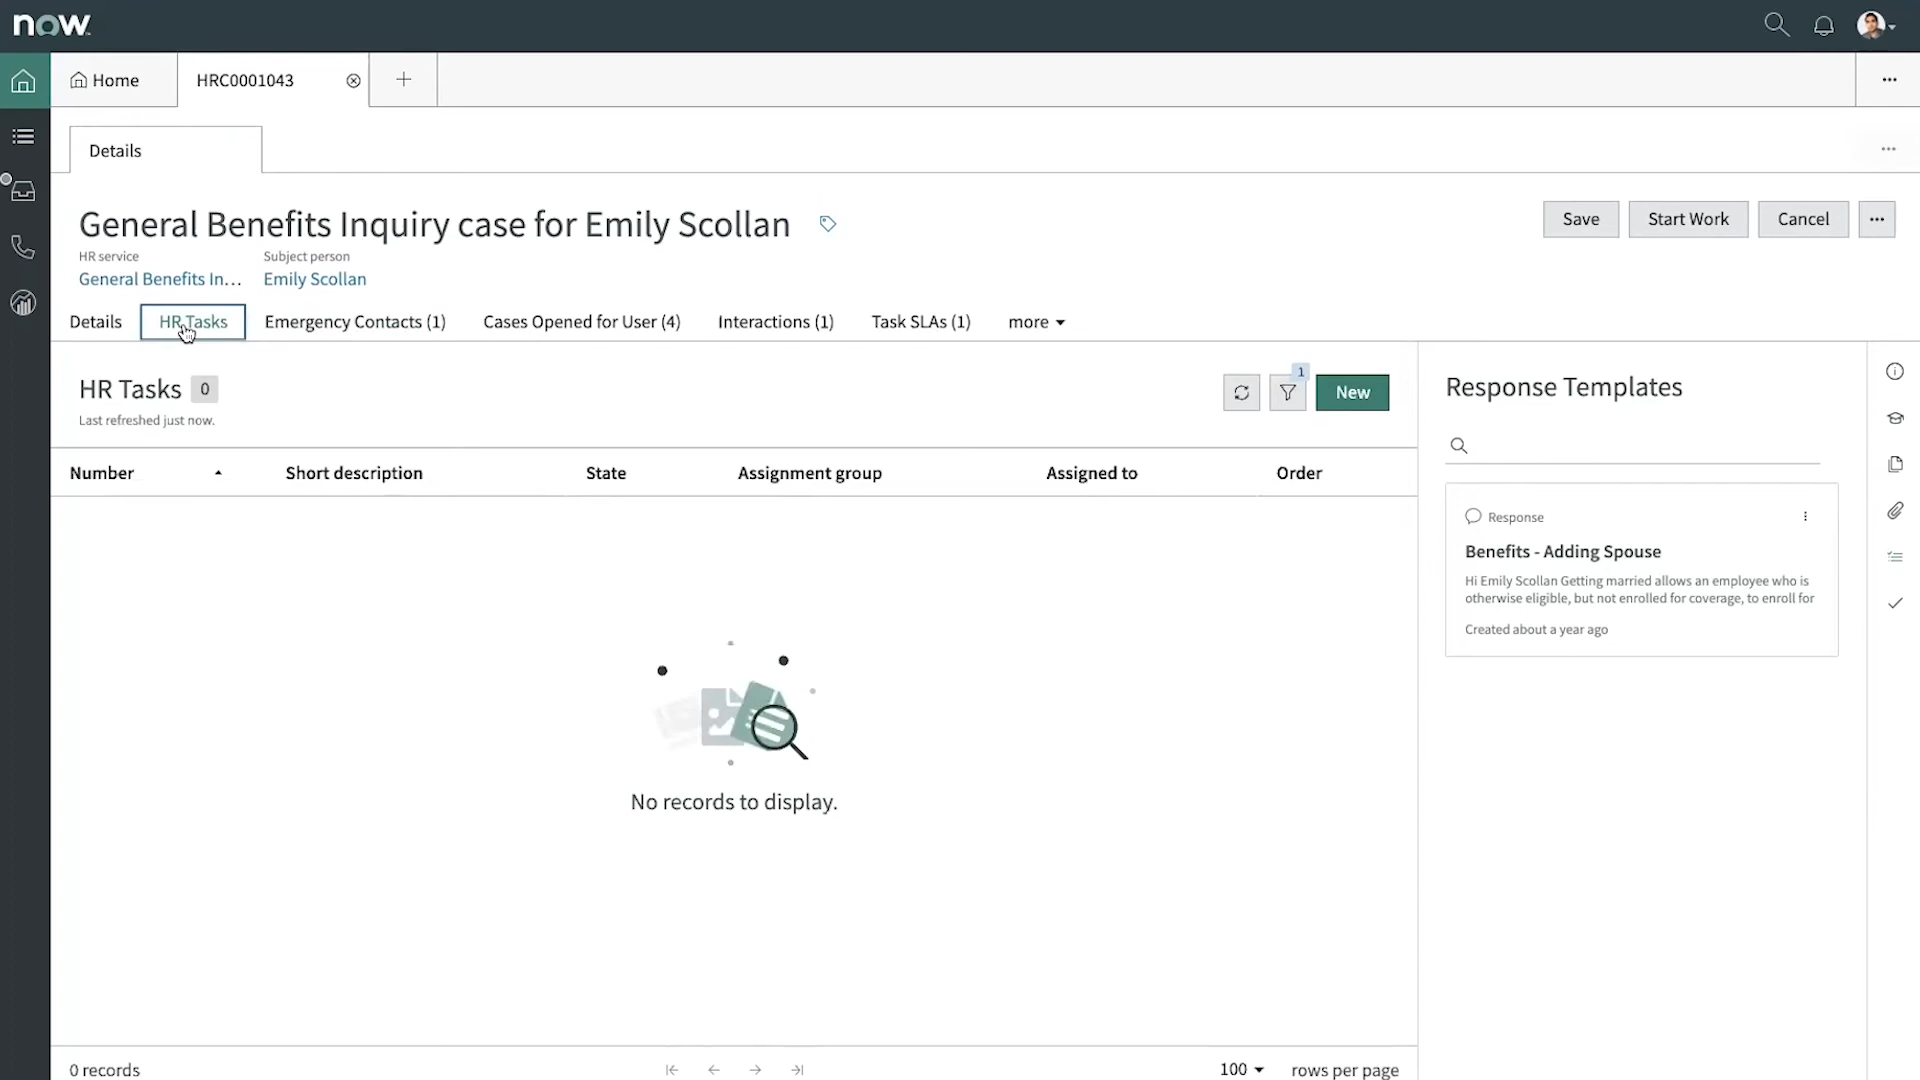 now.
Home
HRC0001043
Details
General Benefits Inquiry case for Emily Scollan
Save
Start Work
Cancel
HR service
Subject person
General Benefits In...
Emily Scollan
Details
HR Tasks
Emergency Contacts (1)
Cases Opened for User (4)
Interactions (1)
Task SLAs (1)
more
HR Tasks 0
Last refreshed just now.
1
New
Number
Short description
State
Assignment group
Assigned to
Order
No records to display.
0 records
100
rows per page
Response Templates
Response
Benefits - Adding Spouse
Hi Emily Scollan Getting married allows an employee who is
otherwise eligible, but not enrolled for coverage, to enroll for
Created about a year ago